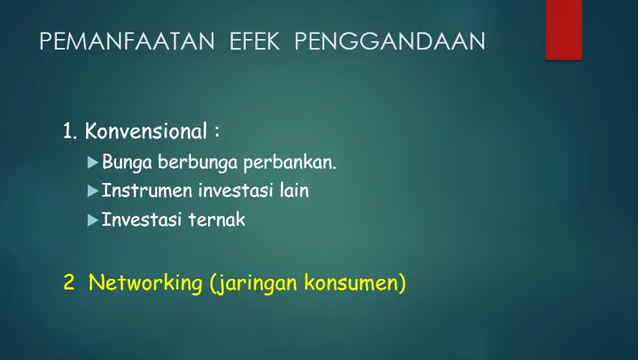 PEMANFAATAN EFEK PENGGANDAAN
1. Konvensional :
Bunga berbunga perbankan.
Instrumen investasi lain
Investasi ternak
2 Networking (jaringan konsumen)